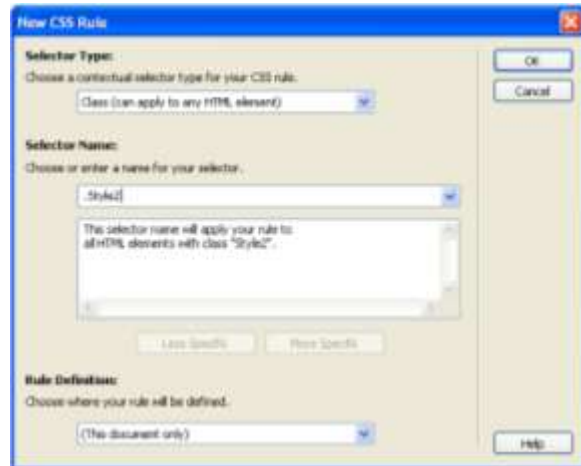 New CSS Rule
Selector Type:
OK
Choose a contextual selector type for your CSS rule.
Cancel
Class (can apply to any HTML element)
Selector Name:
Choose or enter a name for your selector.
.Style2
This selector name will apply your rule to
all HTML elements with class "Style2".
Less Specific
More Specific
Rule Definition:
Choose where your rule will be defined.
(This document only)
Help